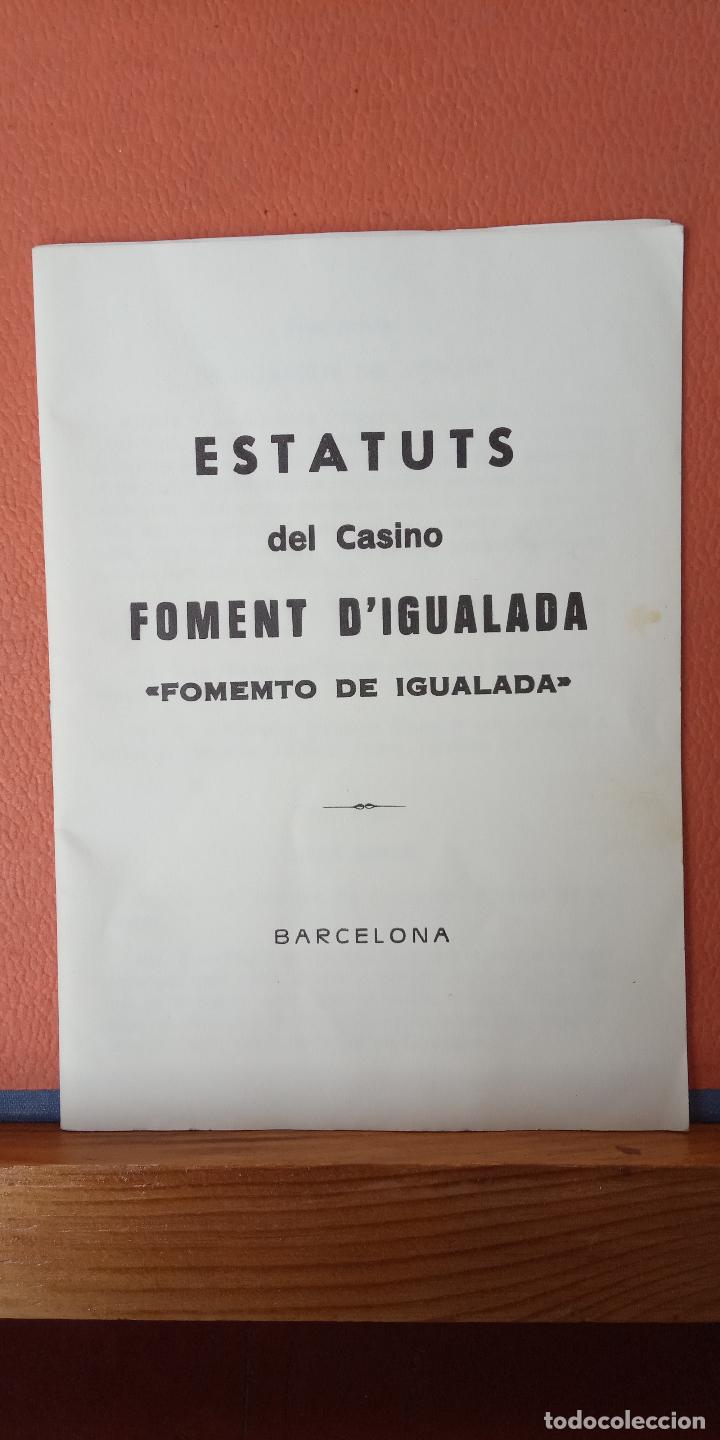 ESTATUTS
del Casino
FOMENT D'IGUALADA
«FOMEMTO DE IGUALADA»
BARCELONA
todocoleccion